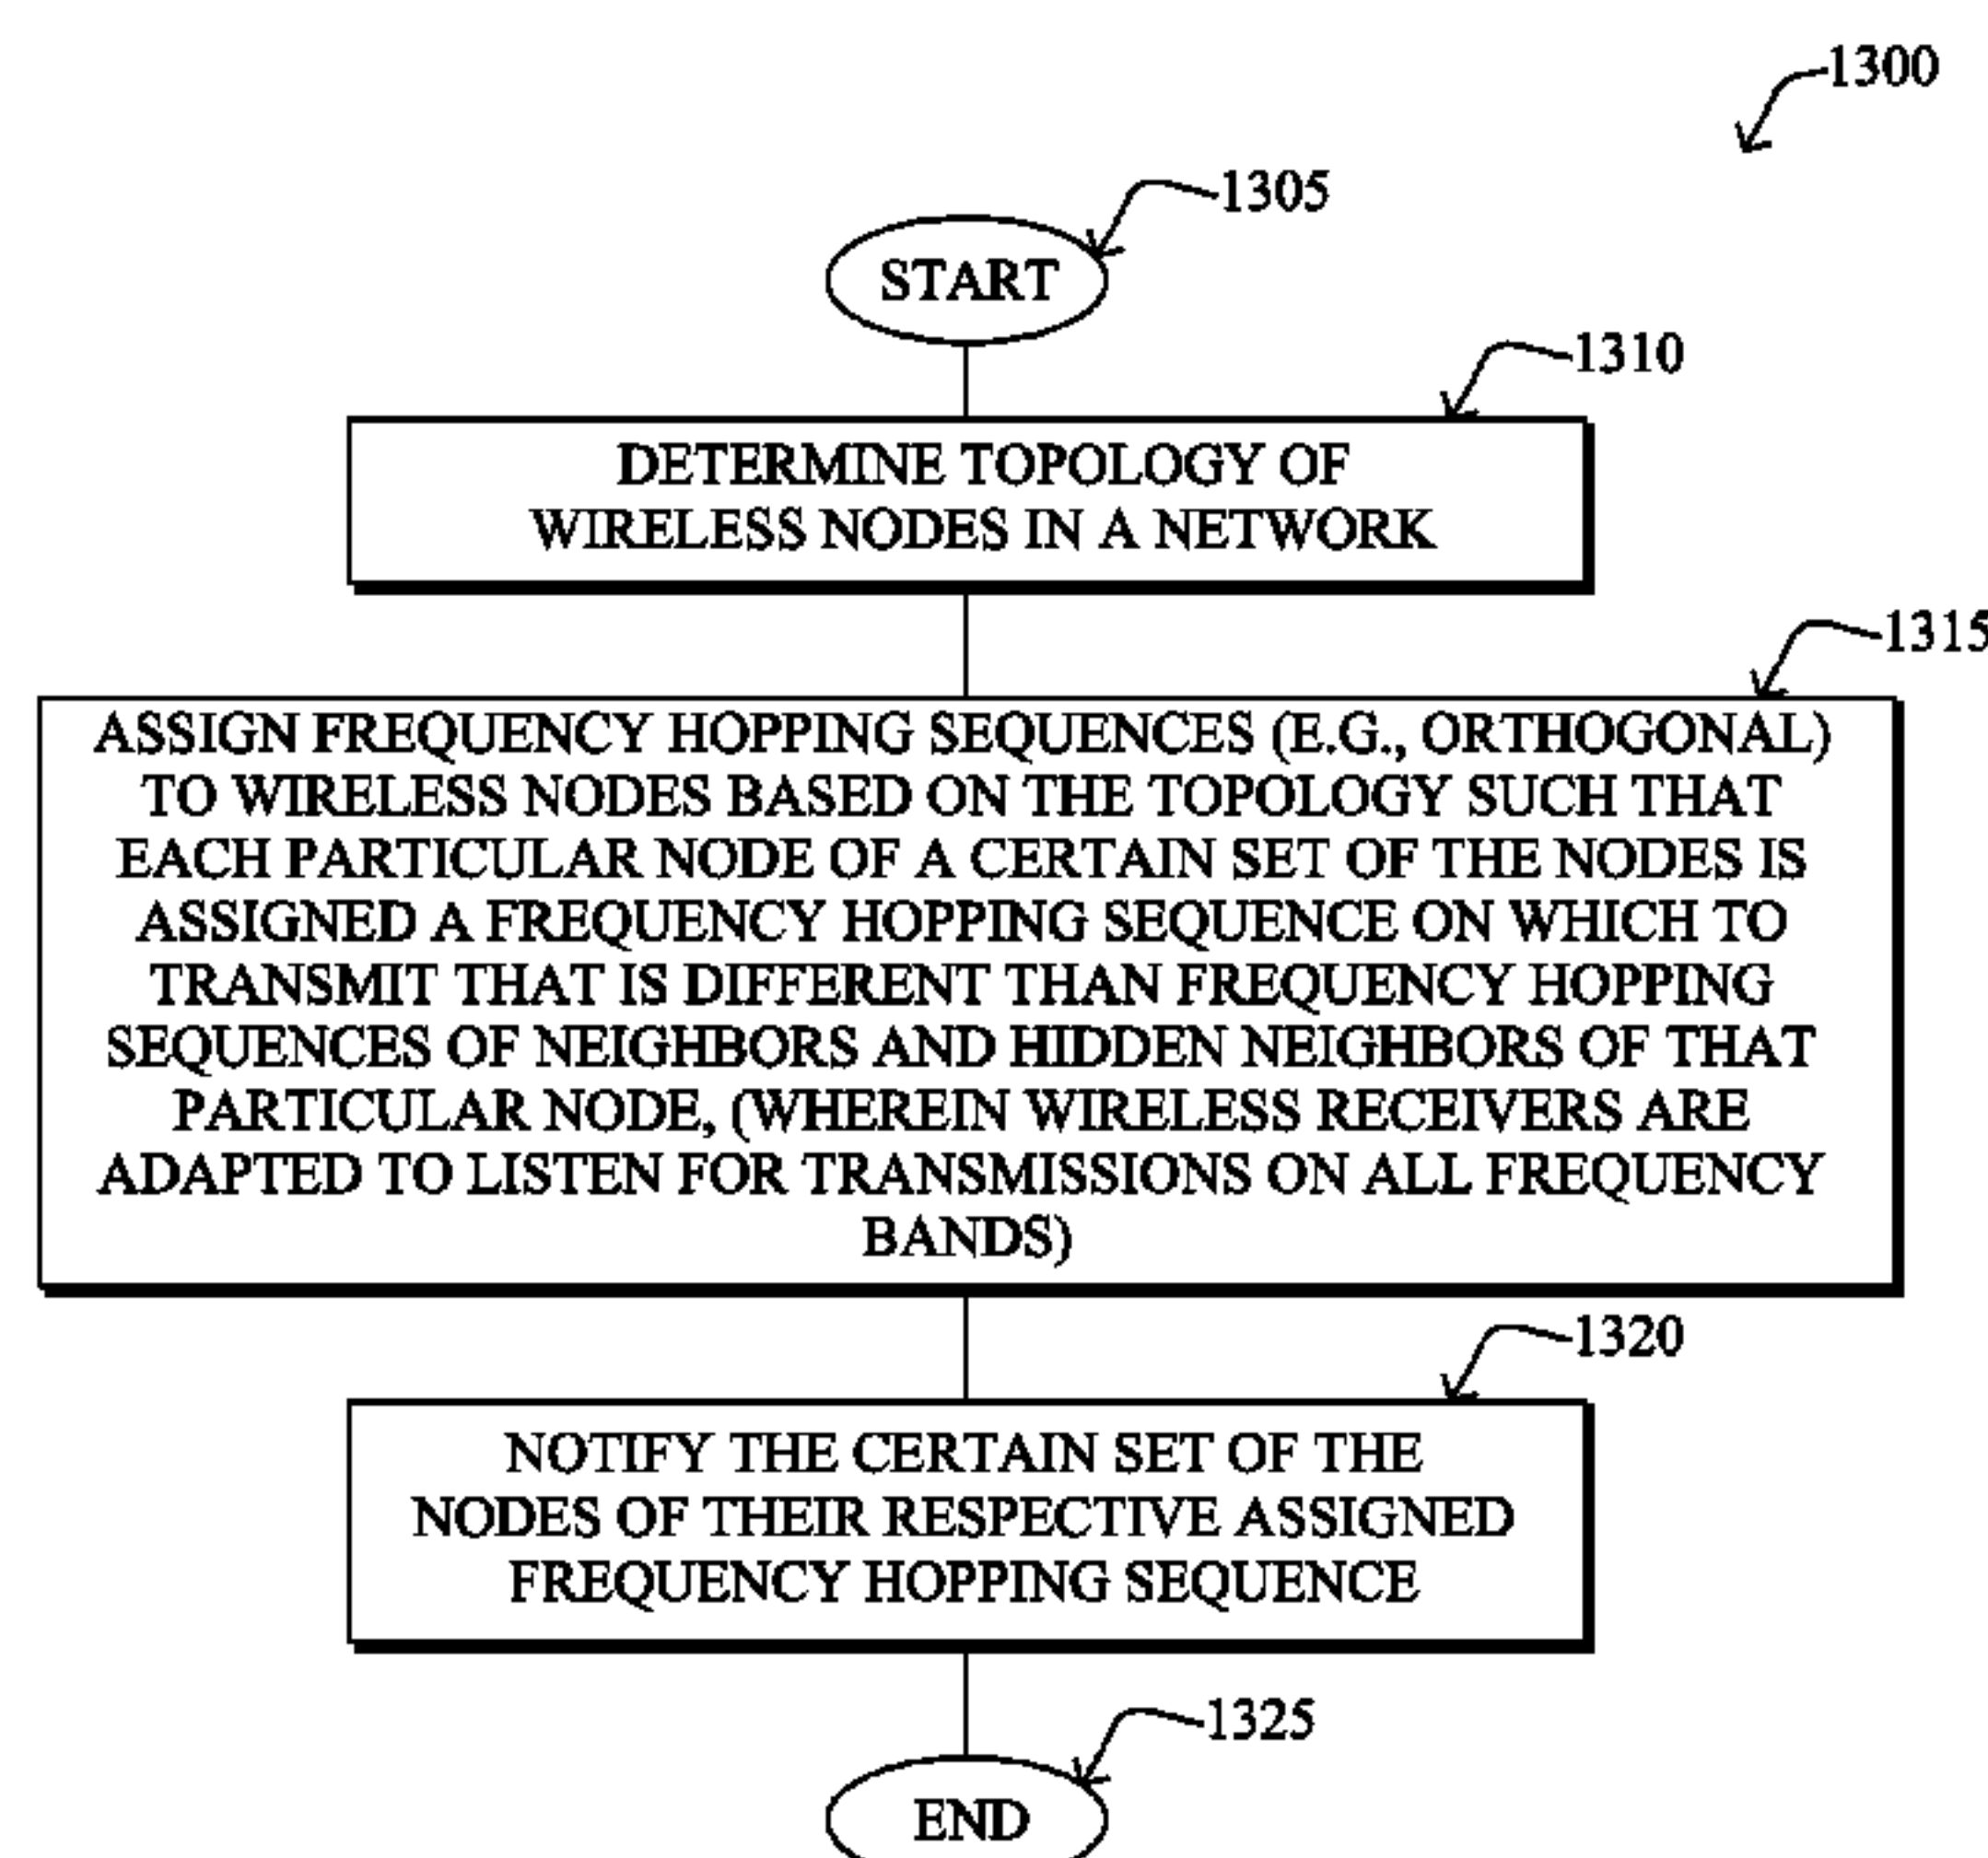 1300
1305
START
1310
DETERMINE TOPOLOGY OF
WIRELESS NODES IN A NETWORK
1315
ASSIGN FREQUENCY HOPPING SEQUENCES (E.G., ORTHOGONAL)
TO WIRELESS NODES BASED ON THE TOPOLOGY SUCH THAT
EACH PARTICULAR NODE OF A CERTAIN SET OF THE NODES IS
ASSIGNED A FREQUENCY HOPPING SEQUENCE ON WHICH TO
TRANSMIT THAT IS DIFFERENT THAN FREQUENCY HOPPING
SEQUENCES OF NEIGHBORS AND HIDDEN NEIGHBORS OF THAT
PARTICULAR NODE, (WHEREIN WIRELESS RECEIVERS ARE
ADAPTED TO LISTEN FOR TRANSMISSIONS ON ALL FREQUENCY
BANDS)
1320
NOTIFY THE CERTAIN SET OF THE
NODES OF THEIR RESPECTIVE ASSIGNED
FREQUENCY HOPPING SEQUENCE
1325
END